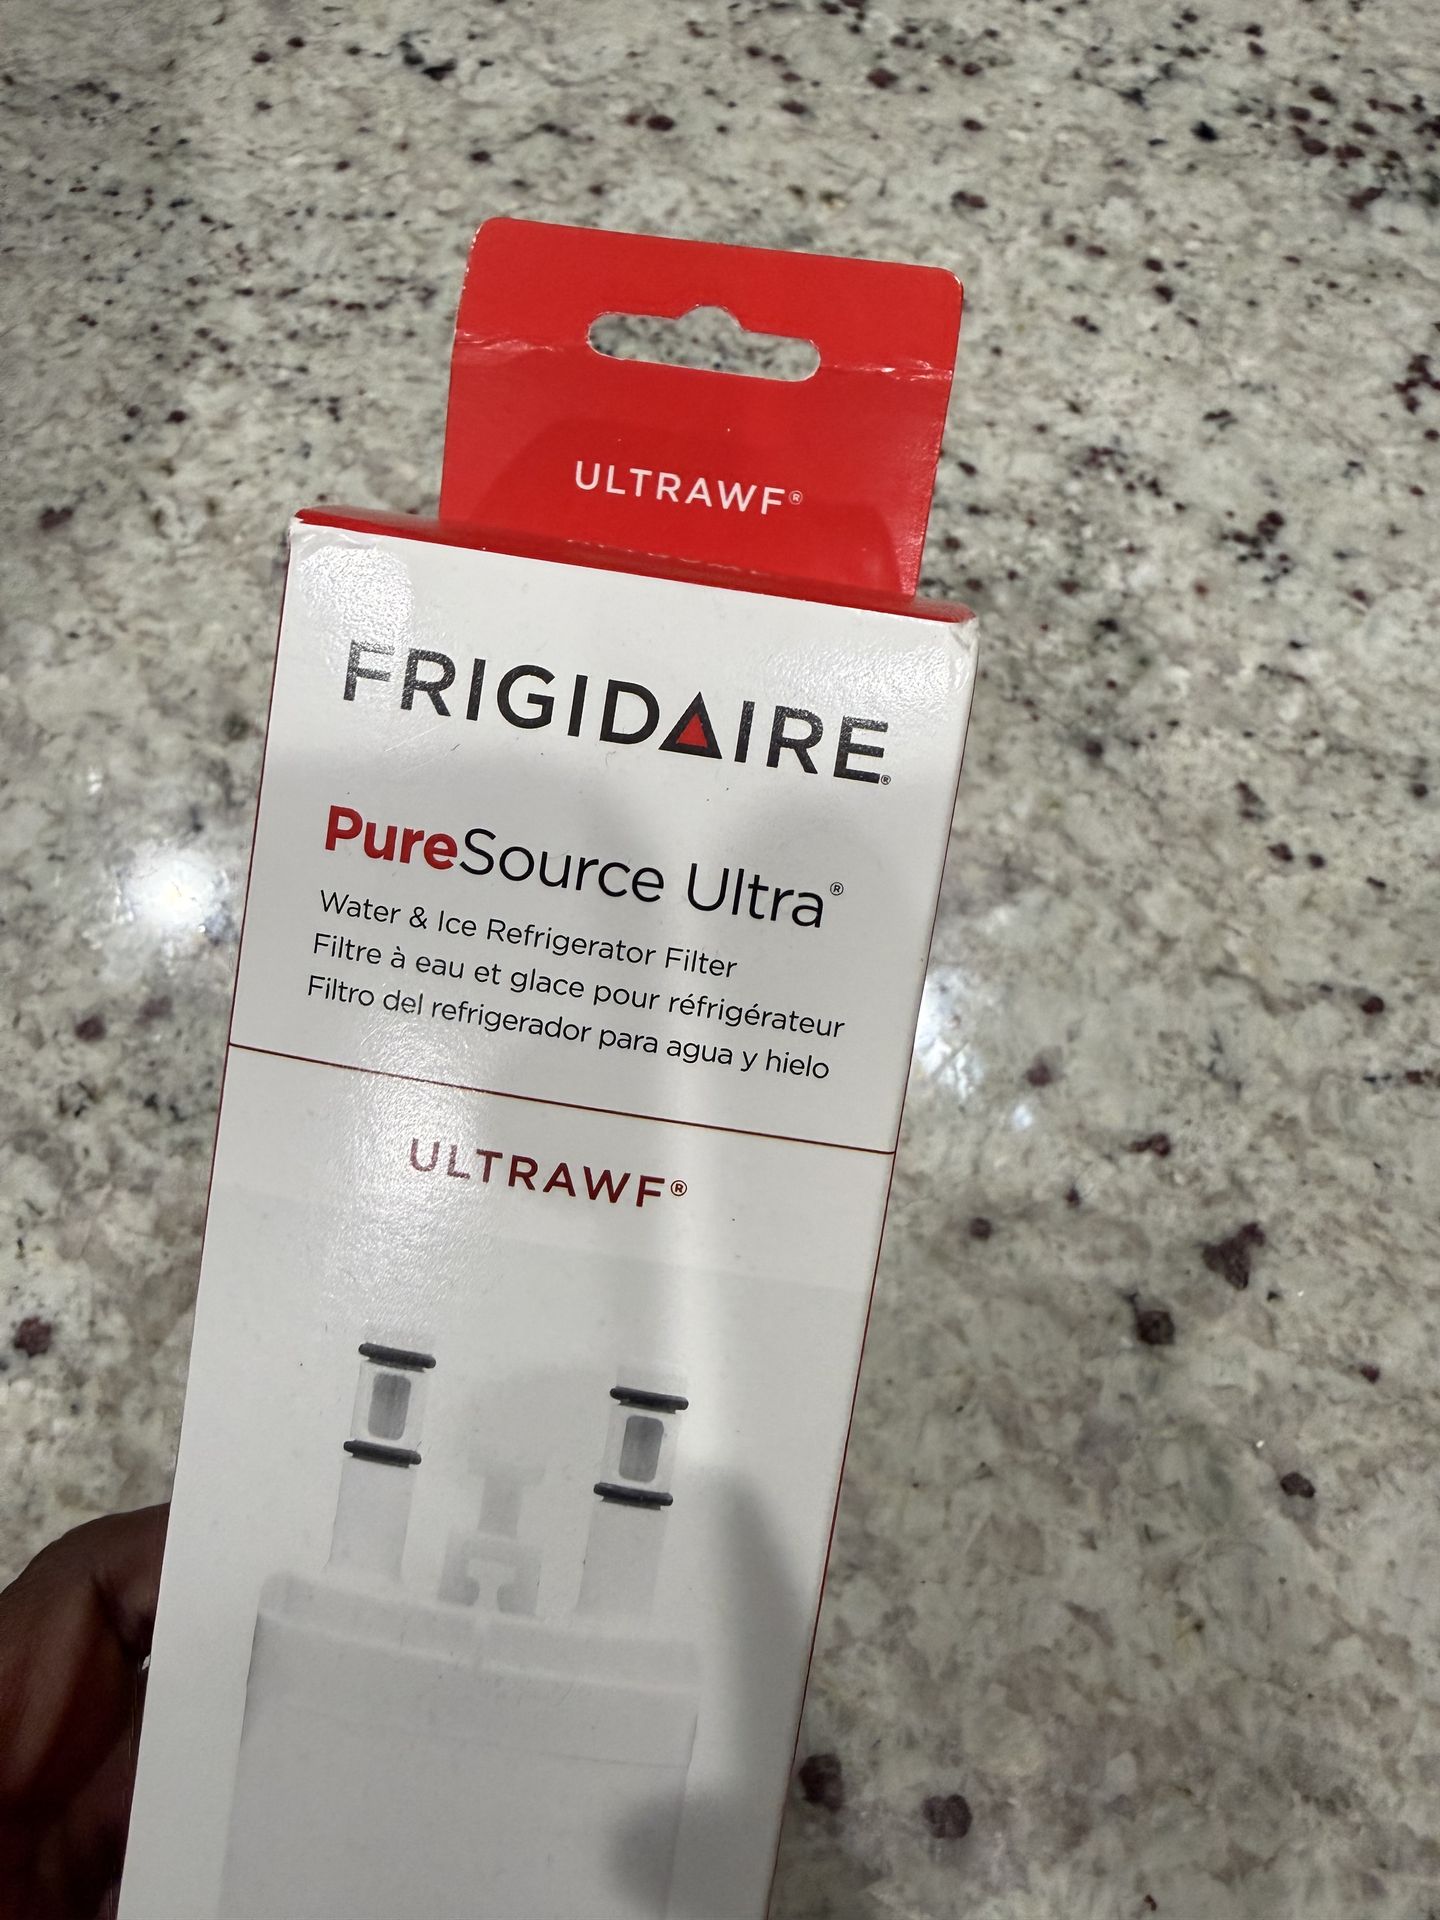 ULTRAWF®
FRIGIDAIRE®
PureSource Ultra®
Water & Ice Refrigerator Filter
Filtre à eau et glace pour réfrigérateur
Filtro del refrigerador para agua y hielo
ULTRAWF®